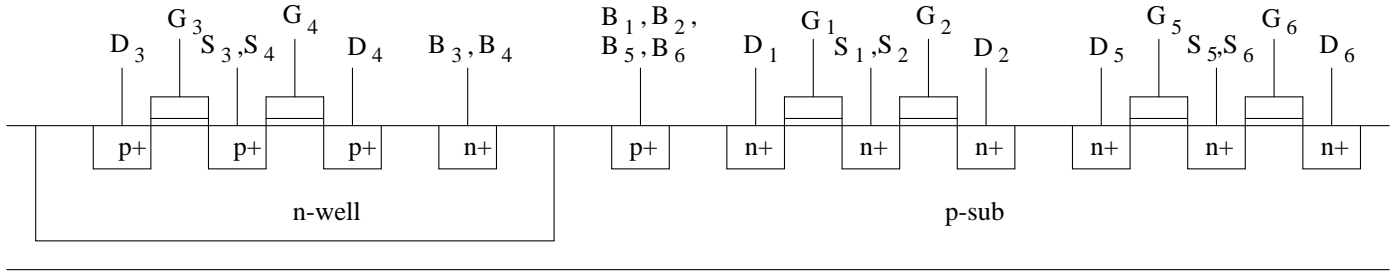 G3 G4 B1, B2, G1 G2 G5 G6
D3 S3,S4 D4 B3, B4 B5, B6 D1 S1,S2 D2 D5 S5,S6 D6
p+ p+ p+ n+ p+ n+ n+ n+ n+ n+ n+
n-well p-sub